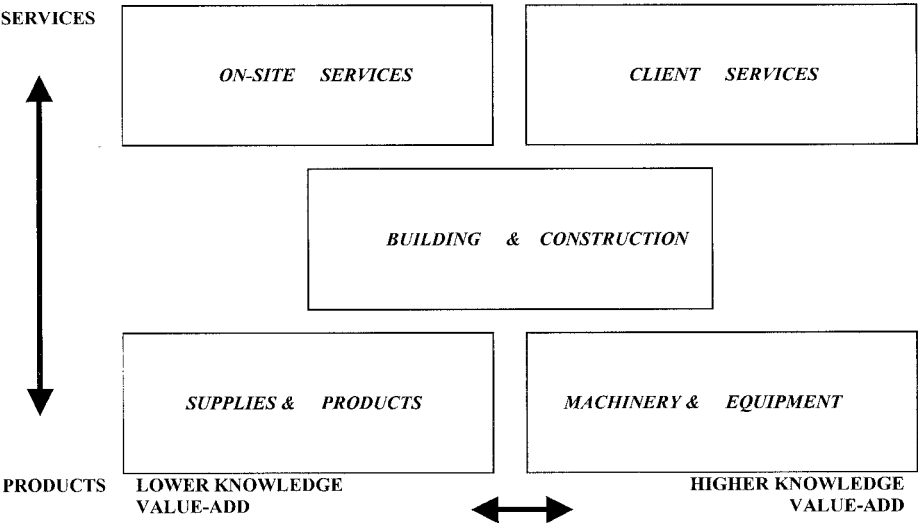 SERVICES
ON-SITE SERVICES
CLIENT SERVICES
BUILDING & CONSTRUCTION
SUPPLIES & PRODUCTS
MACHINERY & EQUIPMENT
PRODUCTS
LOWER KNOWLEDGE
VALUE-ADD
HIGHER KNOWLEDGE
VALUE-ADD